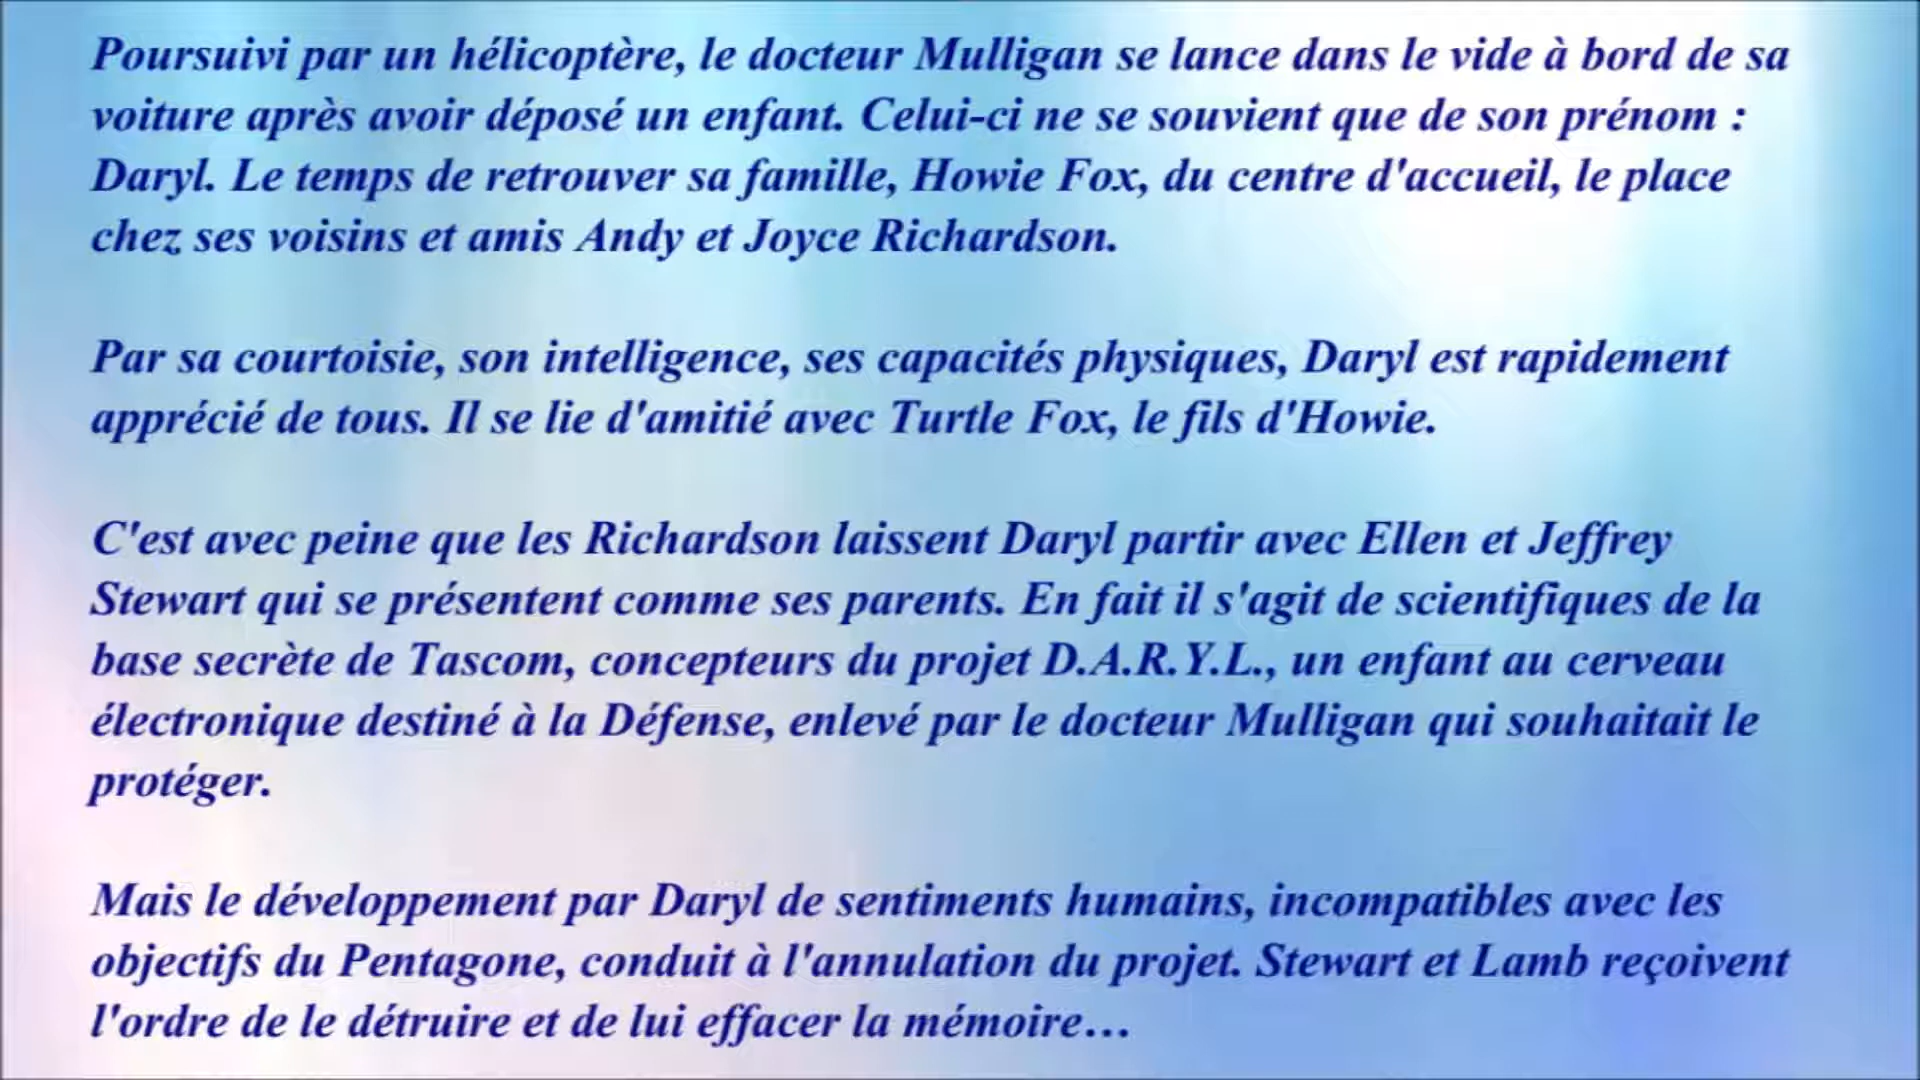 Poursuivi par un hélicoptère, le docteur Mulligan se lance dans le vide à bord de sa
voiture après avoir déposé un enfant. Celui-ci ne se souvient que de son prénom :
Daryl. Le temps de retrouver sa famille, Howie Fox, du centre d'accueil, le place
chez ses voisins et amis Andy et Joyce Richardson.
Par sa courtoisie, son intelligence, ses capacités physiques, Daryl est rapidement
apprécié de tous. Il se lie d'amitié avec Turtle Fox, le fils d'Howie.
C'est avec peine que les Richardson laissent Daryl partir avec Ellen et Jeffrey
Stewart qui se présentent comme ses parents. En fait il s'agit de scientifiques de la
base secrète de Tascom, concepteurs du projet D.A.R.Y.L., un enfant au cerveau
électronique destiné à la Défense, enlevé par le docteur Mulligan qui souhaitait le
protéger.
Mais le développement par Daryl de sentiments humains, incompatibles avec les
objectifs du Pentagone, conduit à l'annulation du projet. Stewart et Lamb reçoivent
l'ordre de le détruire et de lui effacer la mémoire…